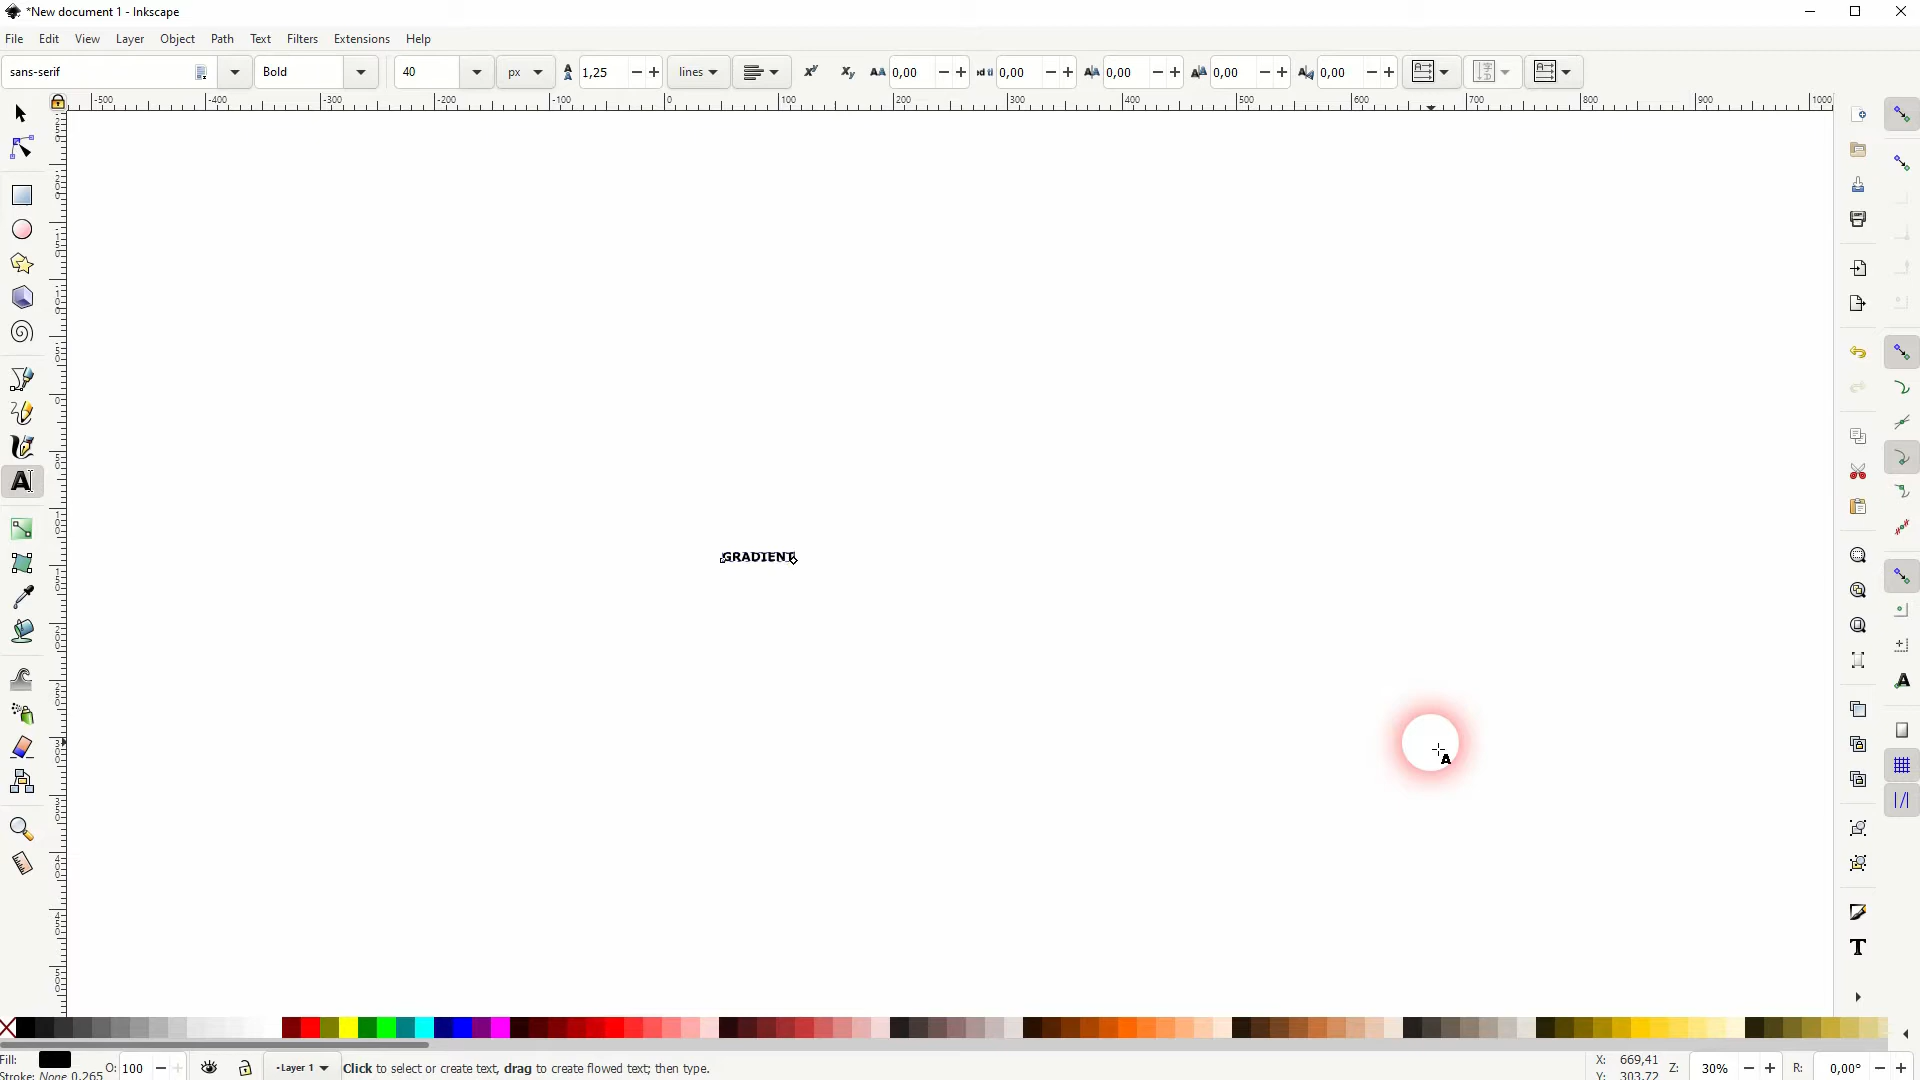 *New document 1 - Inkscape
File Edit View Layer Object Path Text Filters Extensions Help
sans-serif Bold 40 px 1,25 lines 0,00 0,00 0,00 0,00 0,00
-500 -400 -300 -200 -100 0 100 200 300 400 500 600 700 800 900 1000
GRADIENT
Fill: O: 100 -Layer 1 Click to select or create text, drag to create flowed text; then type. X: 669,41 Z: 30% R: 0,00°
Stroke: None 0,265 Y: 303,72